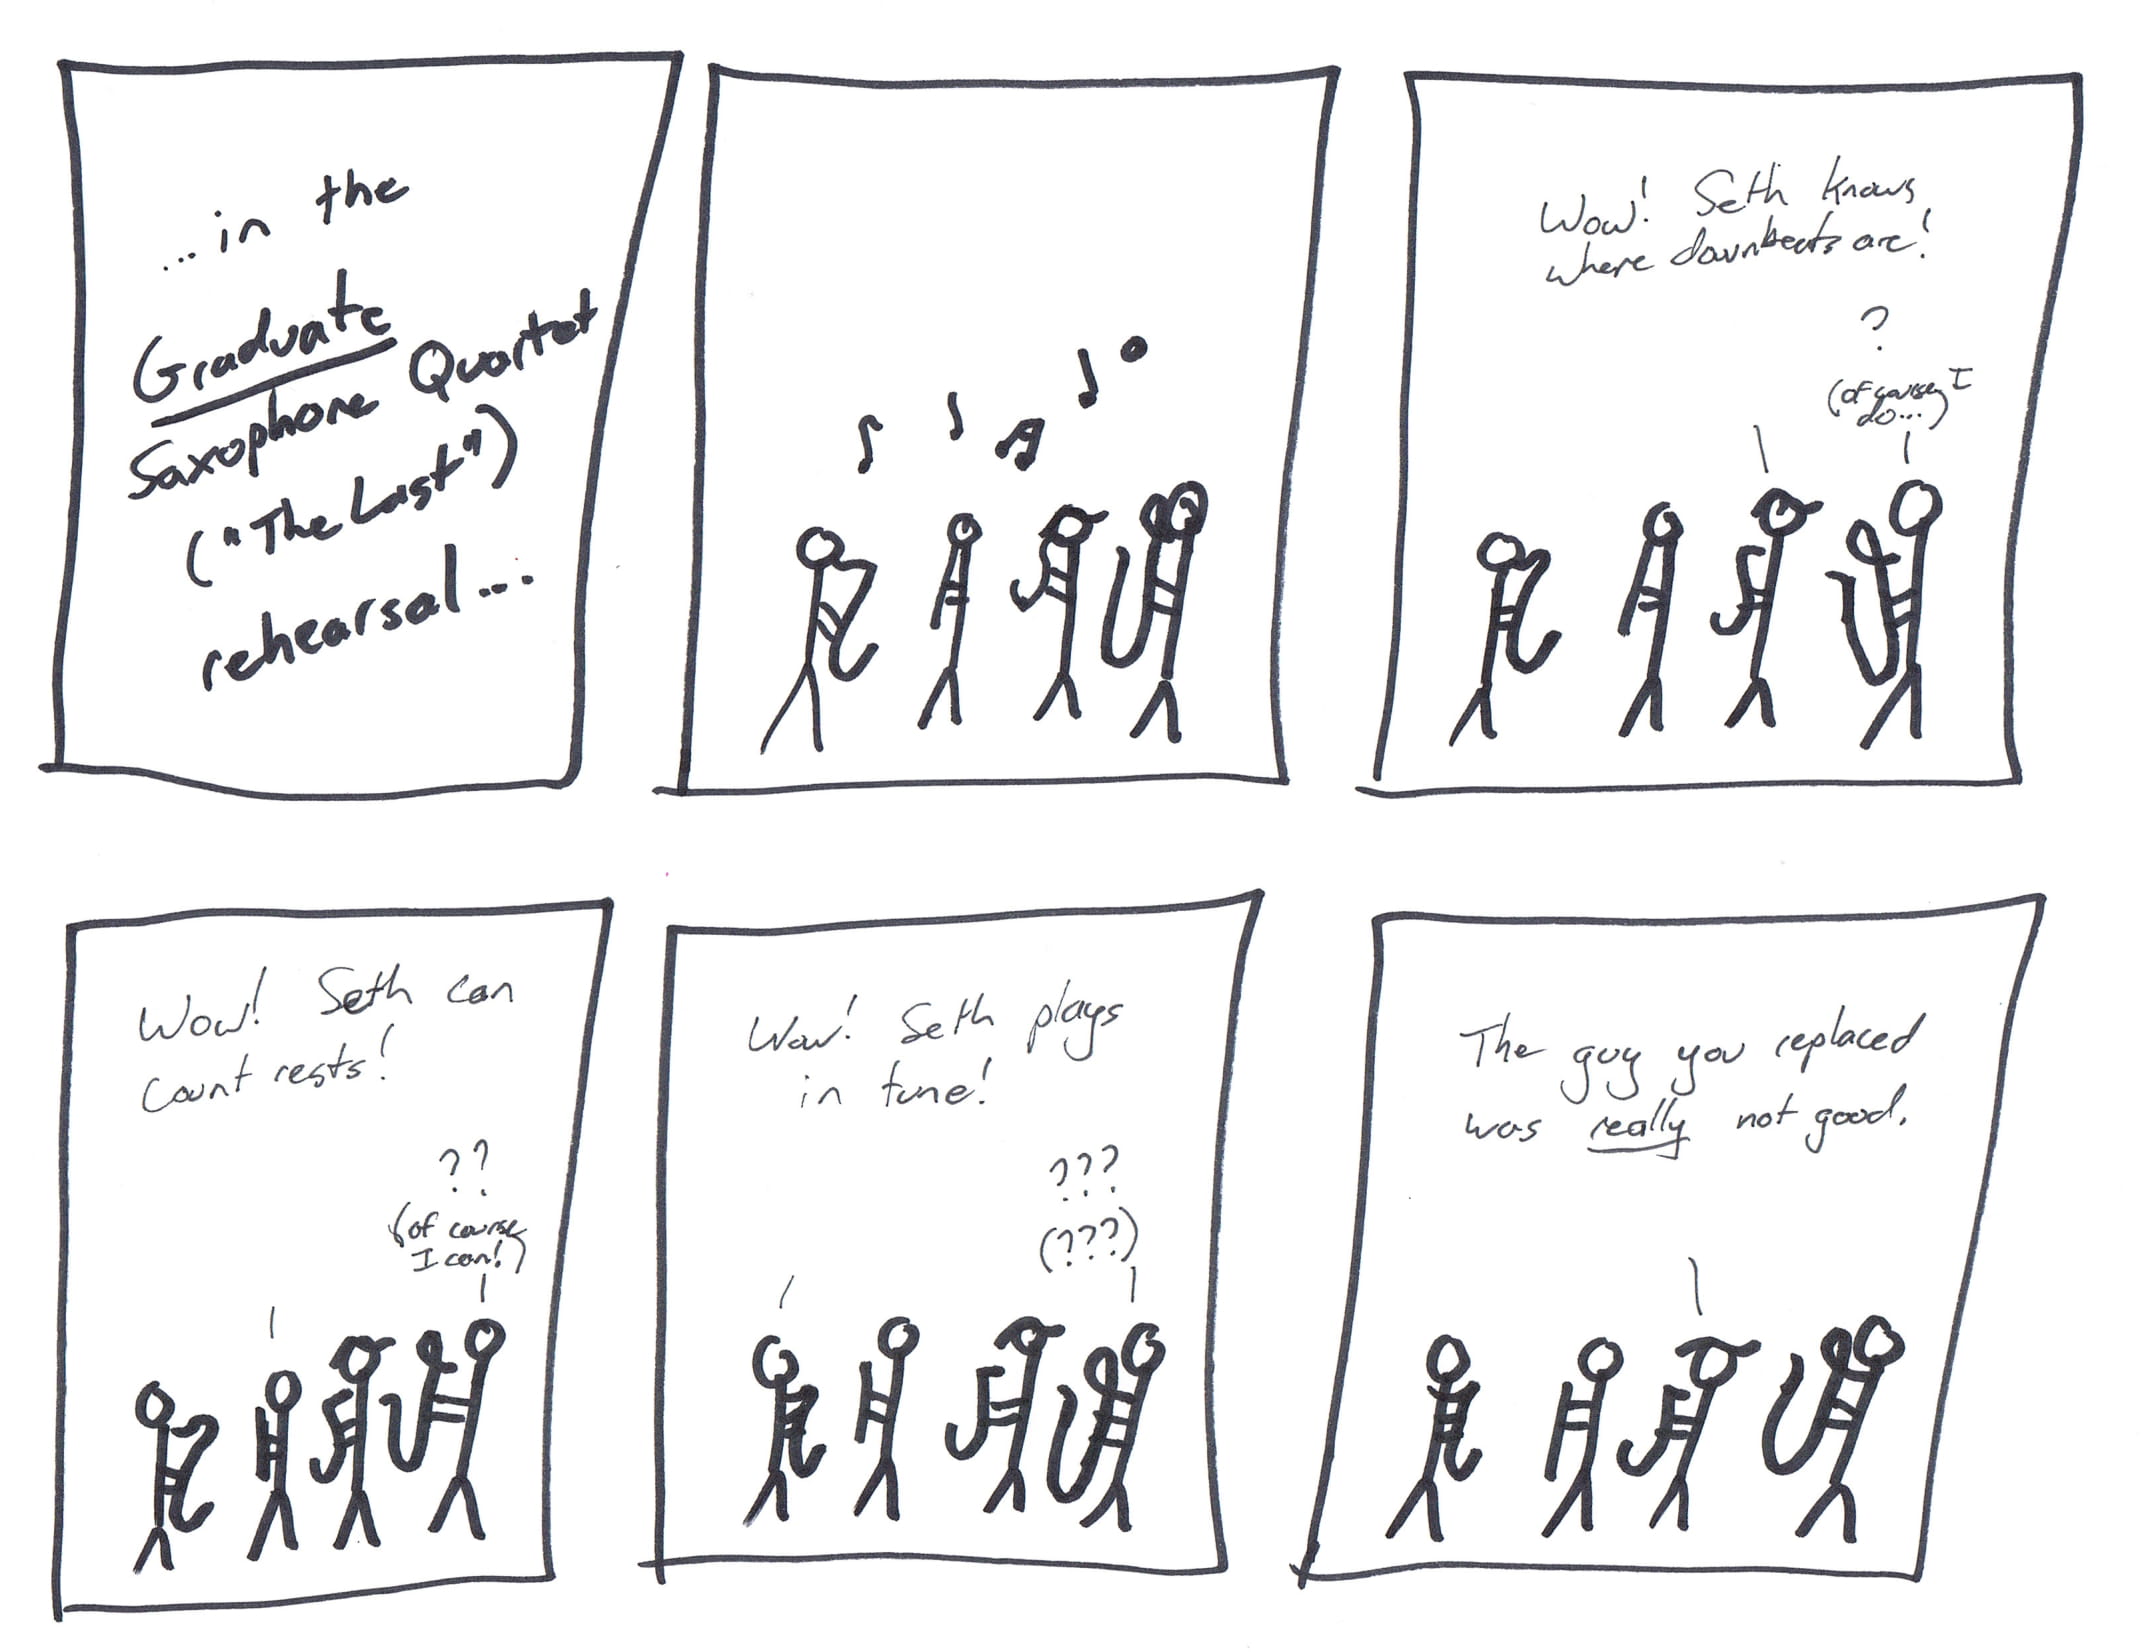 ...in the
Graduate
Saxophone Quartet
("The Last")
rehearsal...
Wow! Seth knows
where downbeats are!
?
(of course I
do...)
Wow! Seth can
count rests!
??
(of course
I can!)
Wow! Seth plays
in tune!
???
(???)
The guy you replaced
was really not good.